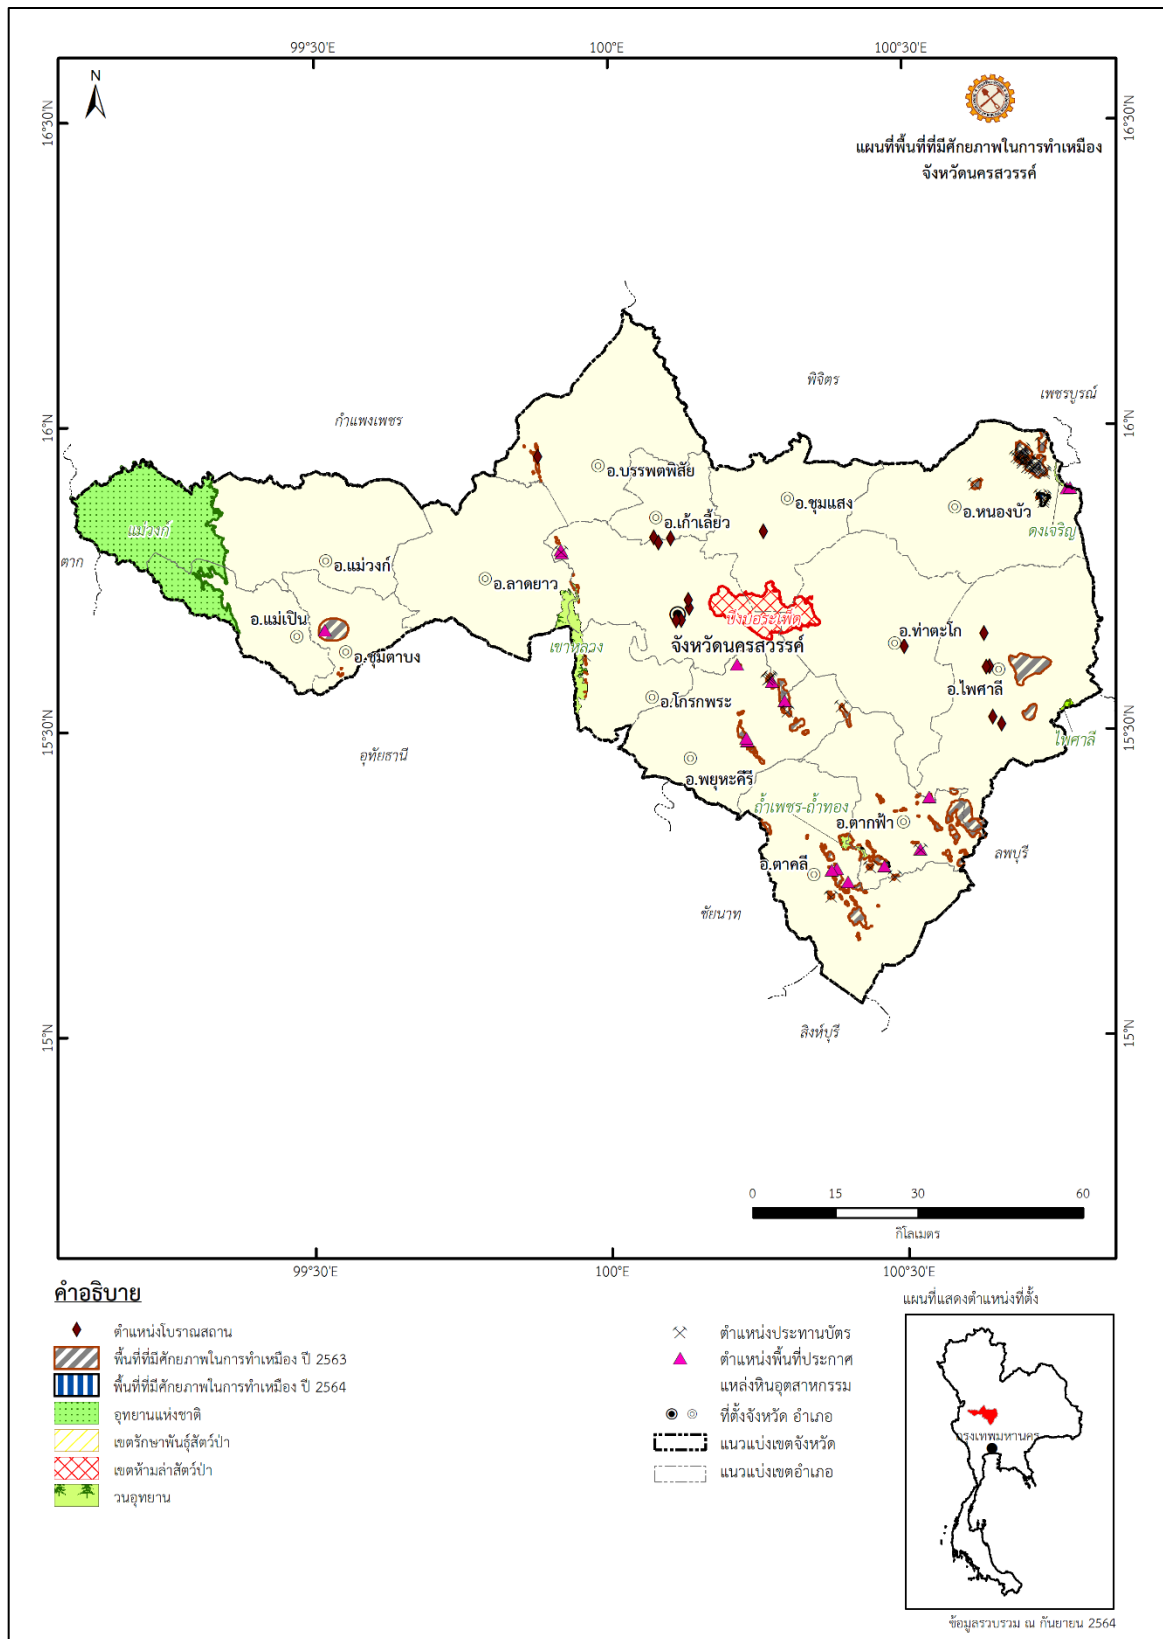 99°30'E 100°E 100°30'E
N
16°30'N 16°30'N
แผนที่พื้นที่ที่มีศักยภาพในการทำเหมือง
จังหวัดนครสวรรค์
พิจิตร
เพชรบูรณ์
กำแพงเพชร
16°N 16°N
อ.บรรพตพิสัย
อ.ชุมแสง
อ.หนองบัว
อ.เก้าเลี้ยว
แม่วงก์
ดงเจริญ
ตาก
อ.แม่วงก์
อ.ลาดยาว
บึงบอระเพ็ด
อ.แม่เปิน
อ.ท่าตะโก
จังหวัดนครสวรรค์
เขาหลวง
อ.ชุมตาบง
อ.ไพศาลี
อ.โกรกพระ
15°30'N 15°30'N
ไพศาลี
อุทัยธานี
อ.พยุหะคีรี
ถ้ำเพชร-ถ้ำทอง
อ.ตากฟ้า
ลพบุรี
อ.ตาคลี
ชัยนาท
สิงห์บุรี
15°N 15°N
0 15 30 60
กิโลเมตร
99°30'E 100°E 100°30'E
คำอธิบาย
ตำแหน่งโบราณสถาน
พื้นที่ที่มีศักยภาพในการทำเหมือง ปี 2563
พื้นที่ที่มีศักยภาพในการทำเหมือง ปี 2564
อุทยานแห่งชาติ
เขตรักษาพันธุ์สัตว์ป่า
เขตห้ามล่าสัตว์ป่า
วนอุทยาน
ตำแหน่งประทานบัตร
ตำแหน่งพื้นที่ประกาศ
แหล่งหินอุตสาหกรรม
ที่ตั้งจังหวัด อำเภอ
แนวแบ่งเขตจังหวัด
แนวแบ่งเขตอำเภอ
แผนที่แสดงตำแหน่งที่ตั้ง
กรุงเทพมหานคร
ข้อมูลรวบรวม ณ กันยายน 2564